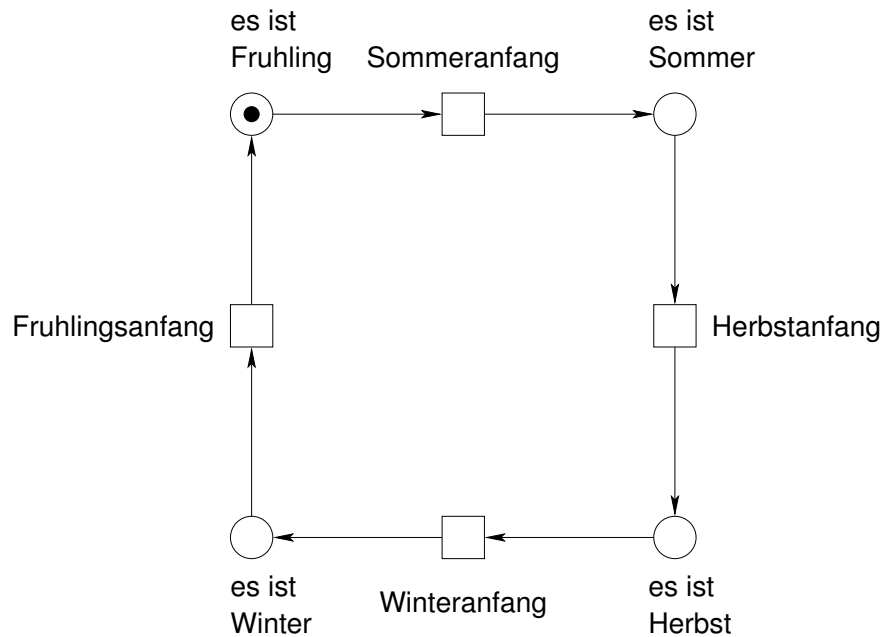 es ist
Fruhling
Sommeranfang
es ist
Sommer
Fruhlingsanfang
Herbstanfang
es ist
Winter
Winteranfang
es ist
Herbst